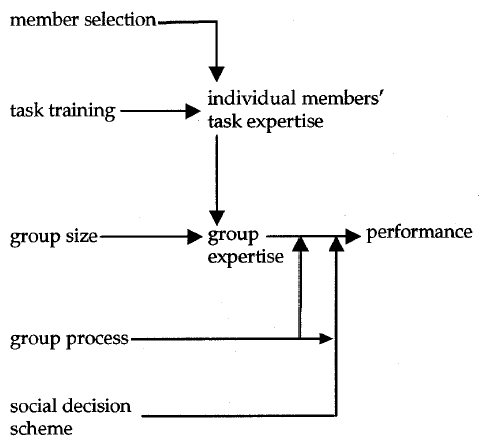 member selection
individual members'
task expertise
task training
group size
group
expertise
performance
group process
social decision
scheme